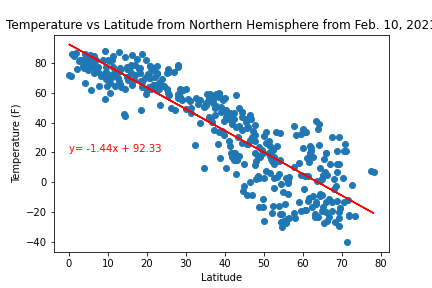 Temperature vs Latitude from Northern Hemisphere from Feb. 10, 2021
80
60
40
20
0
−20
−40
Temperature (F)
y= -1.44x + 92.33
0 10 20 30 40 50 60 70 80
Latitude